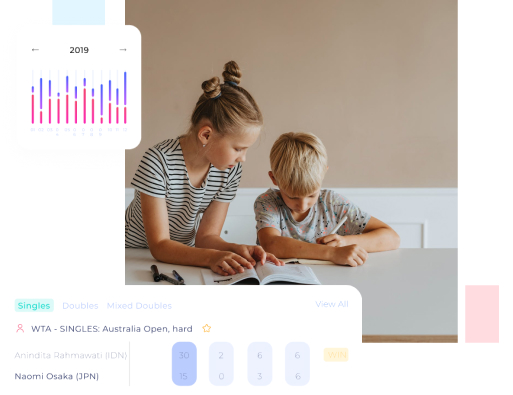 ← 2019 →
Singles Doubles Mixed Doubles View All
WTA - SINGLES: Australia Open, hard
Anindita Rahmawati (IDN) 30 2 6 6 Win
Naomi Osaka (JPN) 15 0 3 6